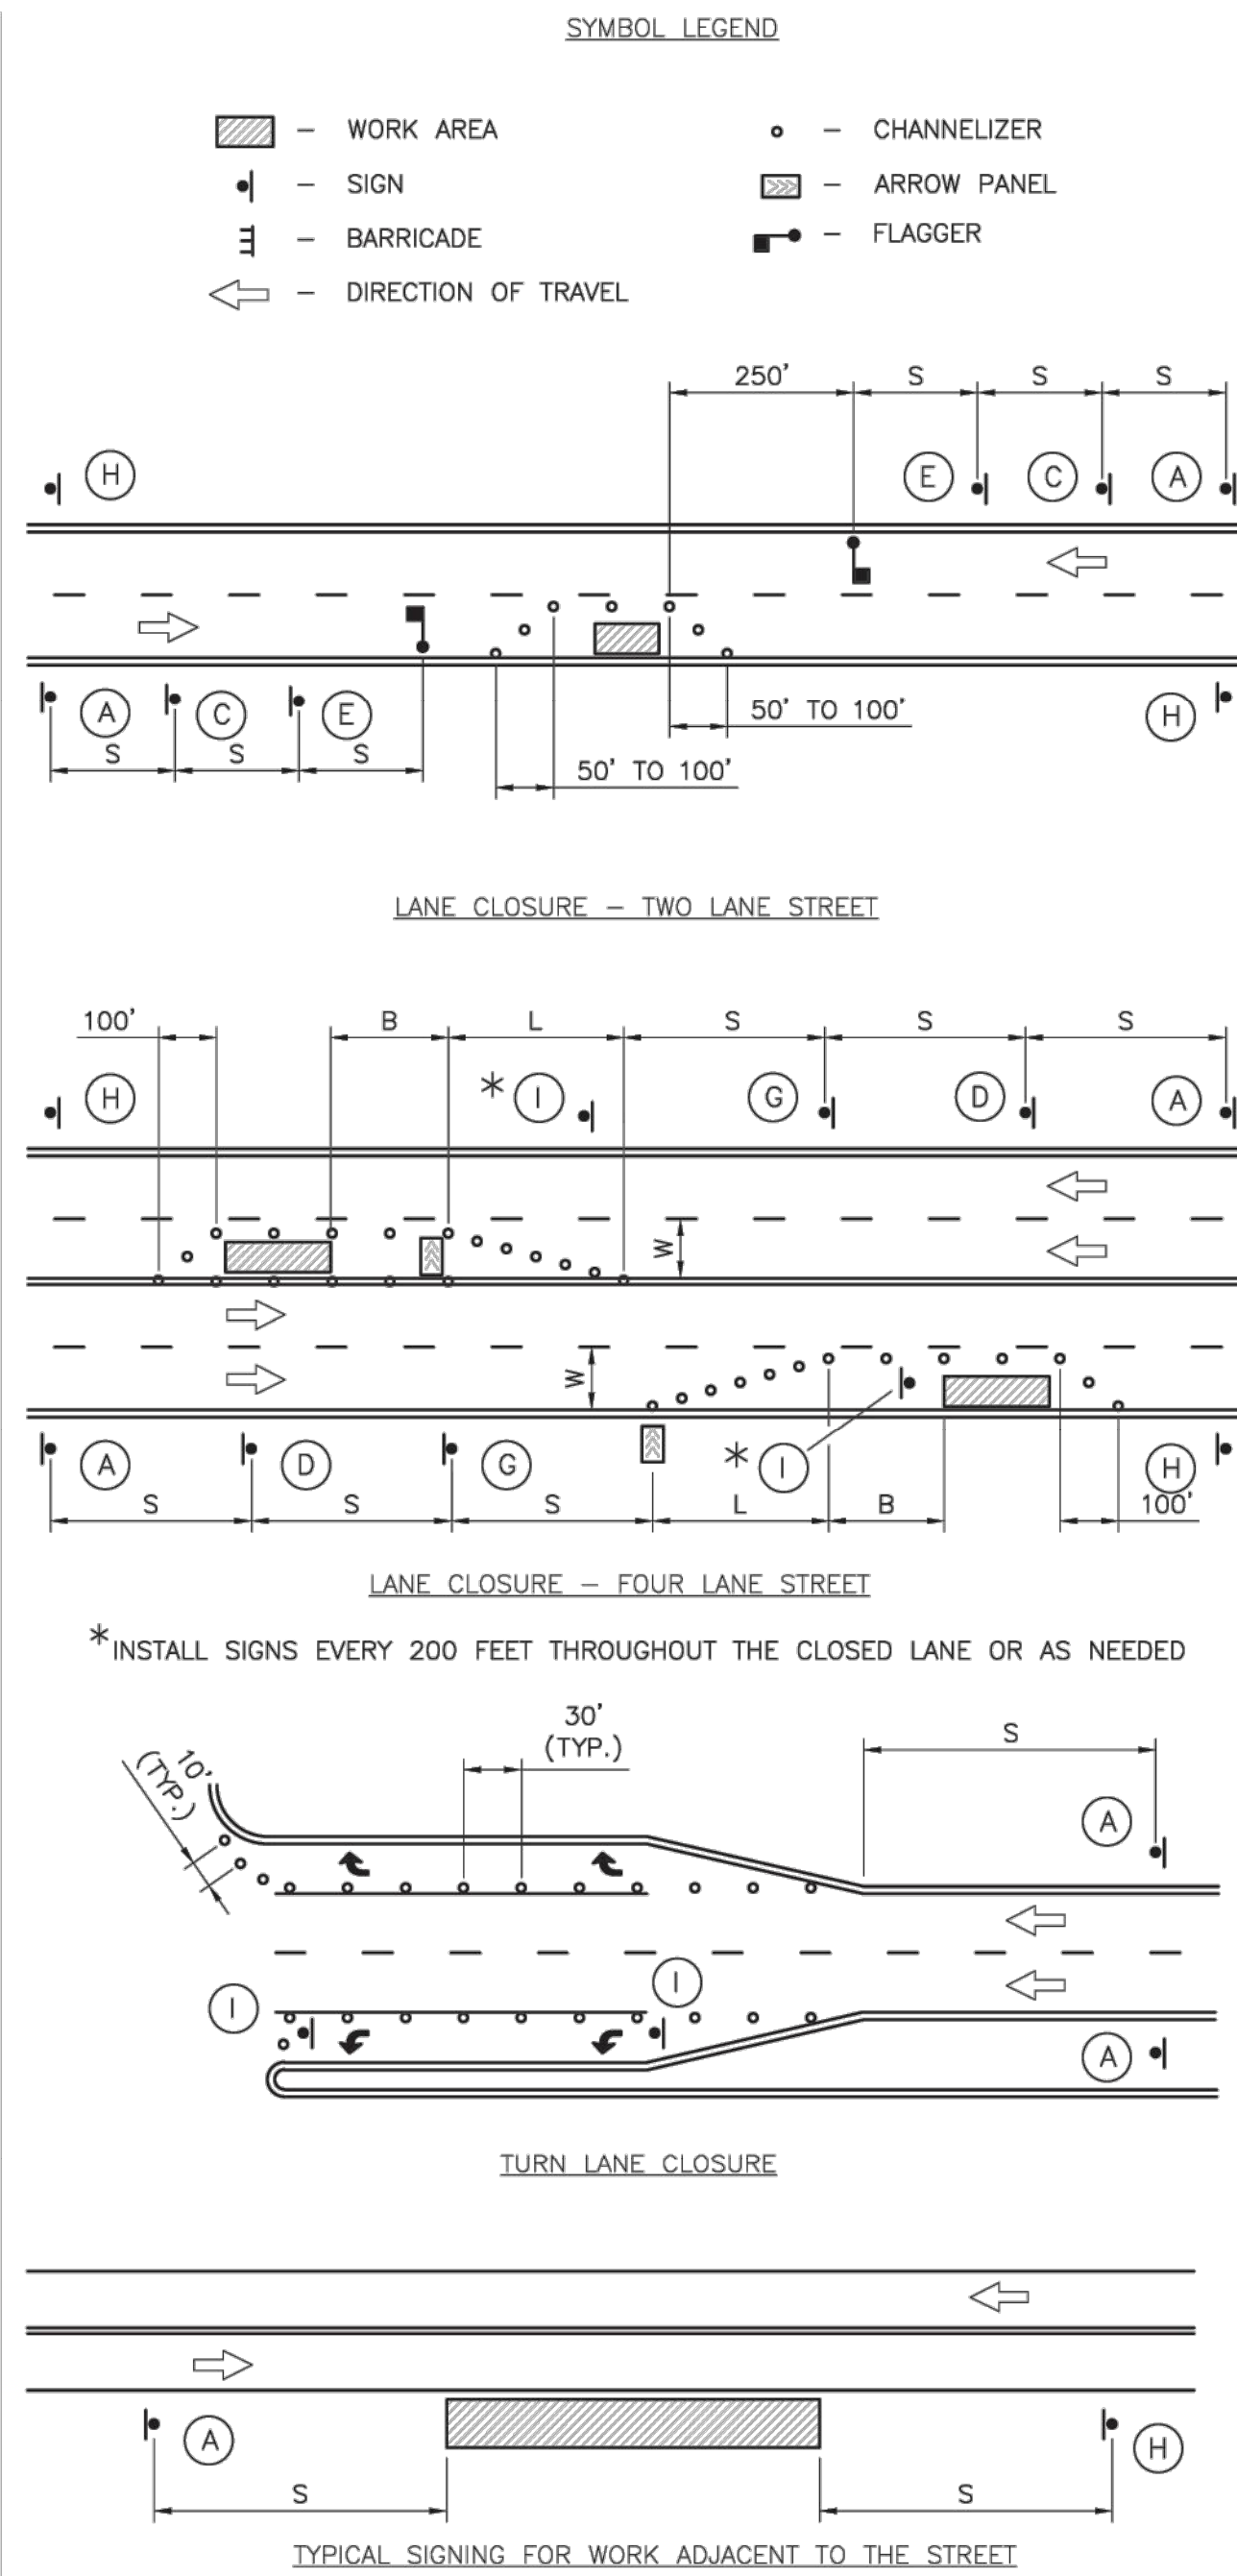 SYMBOL LEGEND
– WORK AREA
– CHANNELIZER
– SIGN
– ARROW PANEL
– BARRICADE
– FLAGGER
– DIRECTION OF TRAVEL
250' S S S
H E C A
A C E H
50' TO 100'
S S S
50' TO 100'
LANE CLOSURE – TWO LANE STREET
100' B L S S S
H * I G D A
W
W
A D G * I H
S S S L B 100'
LANE CLOSURE – FOUR LANE STREET
*INSTALL SIGNS EVERY 200 FEET THROUGHOUT THE CLOSED LANE OR AS NEEDED
30'
(TYP.)
S
10'
(TYP.)
A
I
I
A
TURN LANE CLOSURE
A H
S S
TYPICAL SIGNING FOR WORK ADJACENT TO THE STREET